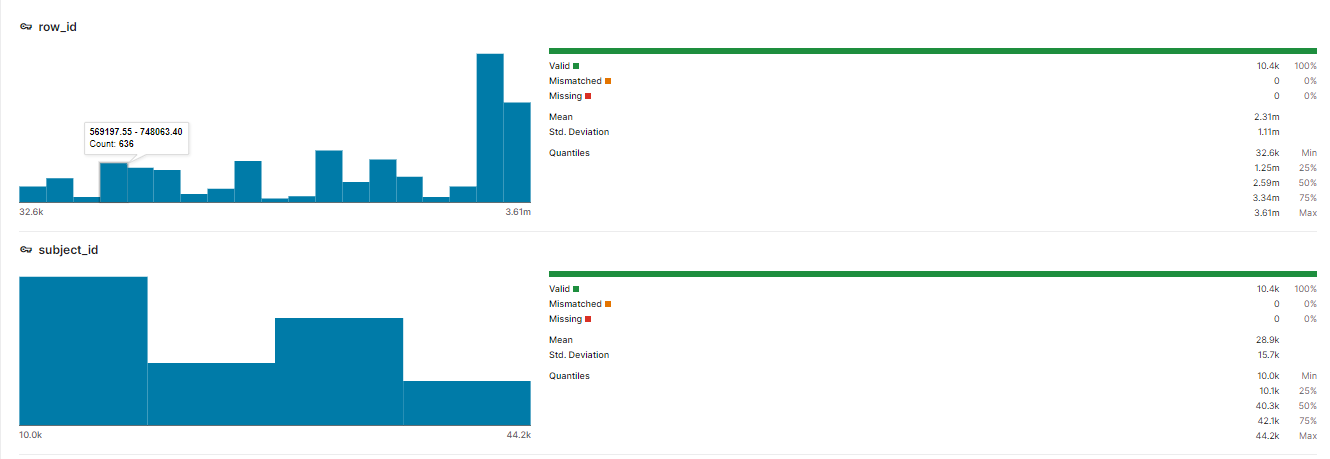 row_id
569197.55 - 748063.40
Count: 636
32.6k 3.61m
Valid 10.4k 100%
Mismatched 0 0%
Missing 0 0%
Mean 2.31m
Std. Deviation 1.11m
Quantiles 32.6k Min
1.25m 25%
2.59m 50%
3.34m 75%
3.61m Max
subject_id
10.0k 44.2k
Valid 10.4k 100%
Mismatched 0 0%
Missing 0 0%
Mean 28.9k
Std. Deviation 15.7k
Quantiles 10.0k Min
10.1k 25%
40.3k 50%
42.1k 75%
44.2k Max